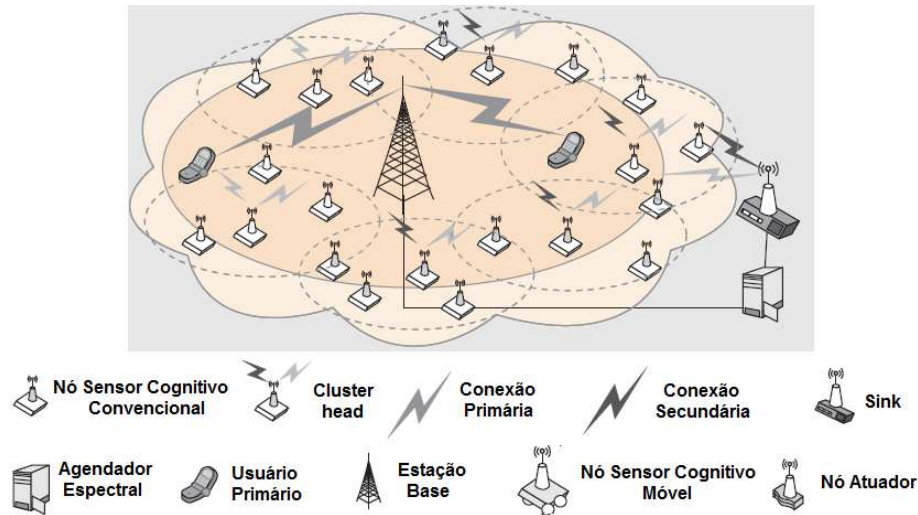 Nó Sensor Cognitivo
Convencional
Cluster
head
Conexão
Primária
Conexão
Secundária
Sink
Agendador
Espectral
Usuário
Primário
Estação
Base
Nó Sensor Cognitivo
Móvel
Nó Atuador